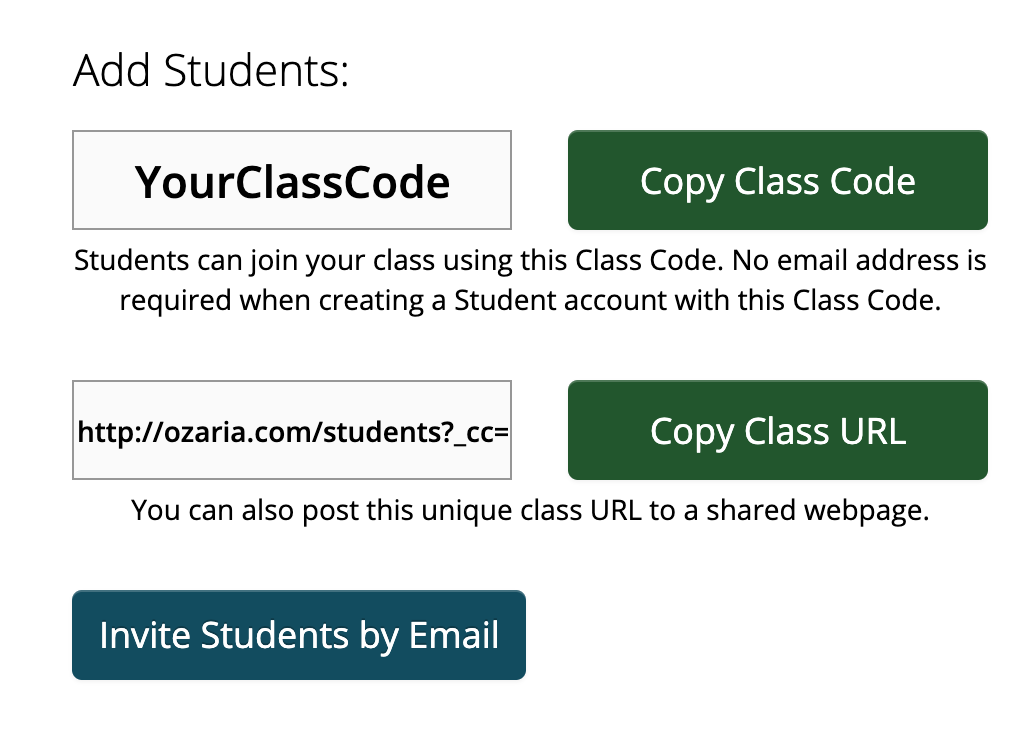 Add Students:
YourClassCode
Copy Class Code
Students can join your class using this Class Code. No email address is
required when creating a Student account with this Class Code.
http://ozaria.com/students?_cc=
Copy Class URL
You can also post this unique class URL to a shared webpage.
Invite Students by Email